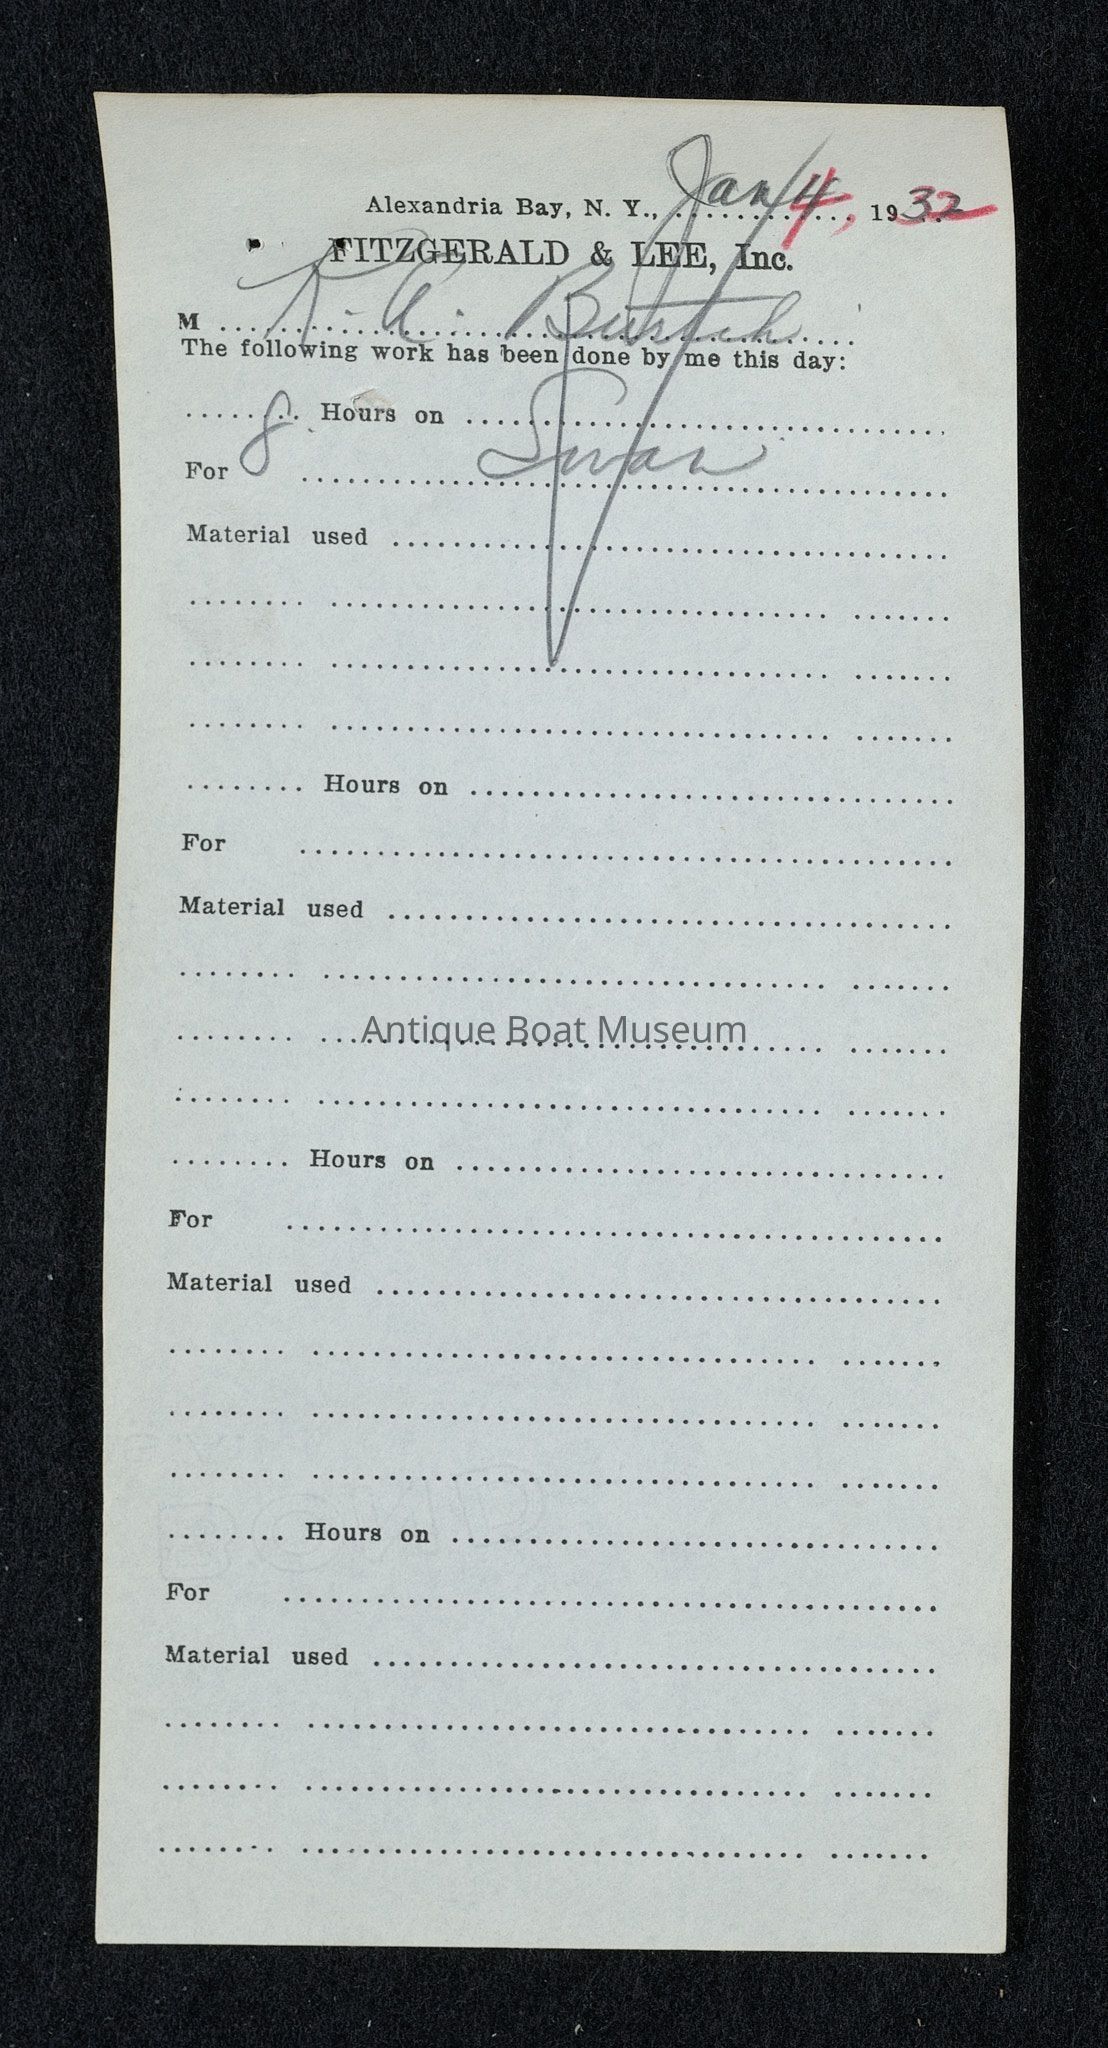 Alexandria Bay, N. Y., Jan 4, 1932
FITZGERALD & LEE, Inc.
M
The following work has been done by me this day:
8. Hours on Swan
For
Material used
Hours on
For
Material used
Antique Boat Museum
Hours on
For
Material used
Hours on
For
Material used